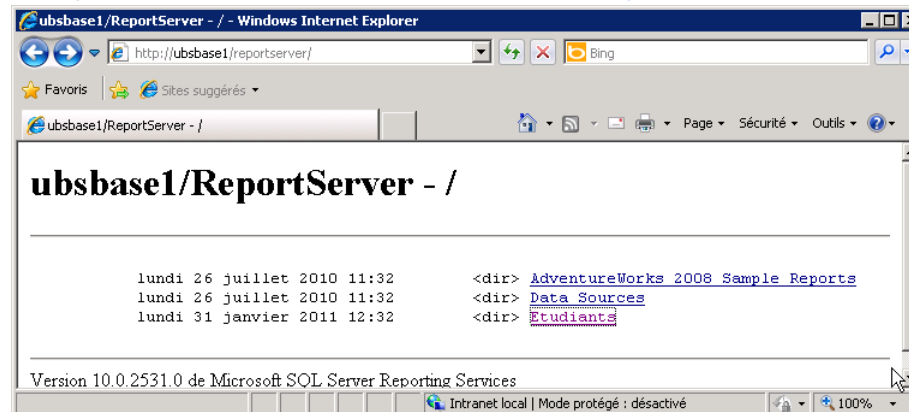 ubsbase1/ReportServer - / - Windows Internet Explorer
http://ubsbase1/reportserver/ Bing
Favoris Sites suggérés
ubsbase1/ReportServer - / Page Sécurité Outils
ubsbase1/ReportServer - /
lundi 26 juillet 2010 11:32 <dir> AdventureWorks 2008 Sample Reports
lundi 26 juillet 2010 11:32 <dir> Data Sources
lundi 31 janvier 2011 12:32 <dir> Etudiants
Version 10.0.2531.0 de Microsoft SQL Server Reporting Services
Intranet local | Mode protégé : désactivé 100%